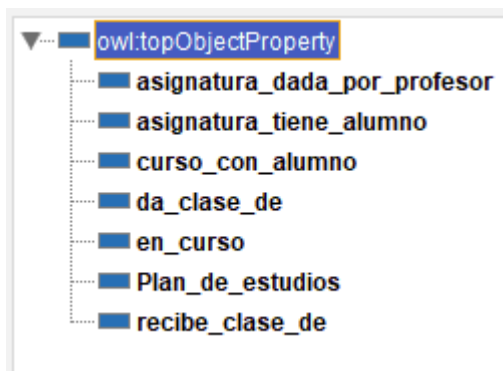 owl:topObjectProperty
asignatura_dada_por_profesor
asignatura_tiene_alumno
curso_con_alumno
da_clase_de
en_curso
Plan_de_estudios
recibe_clase_de